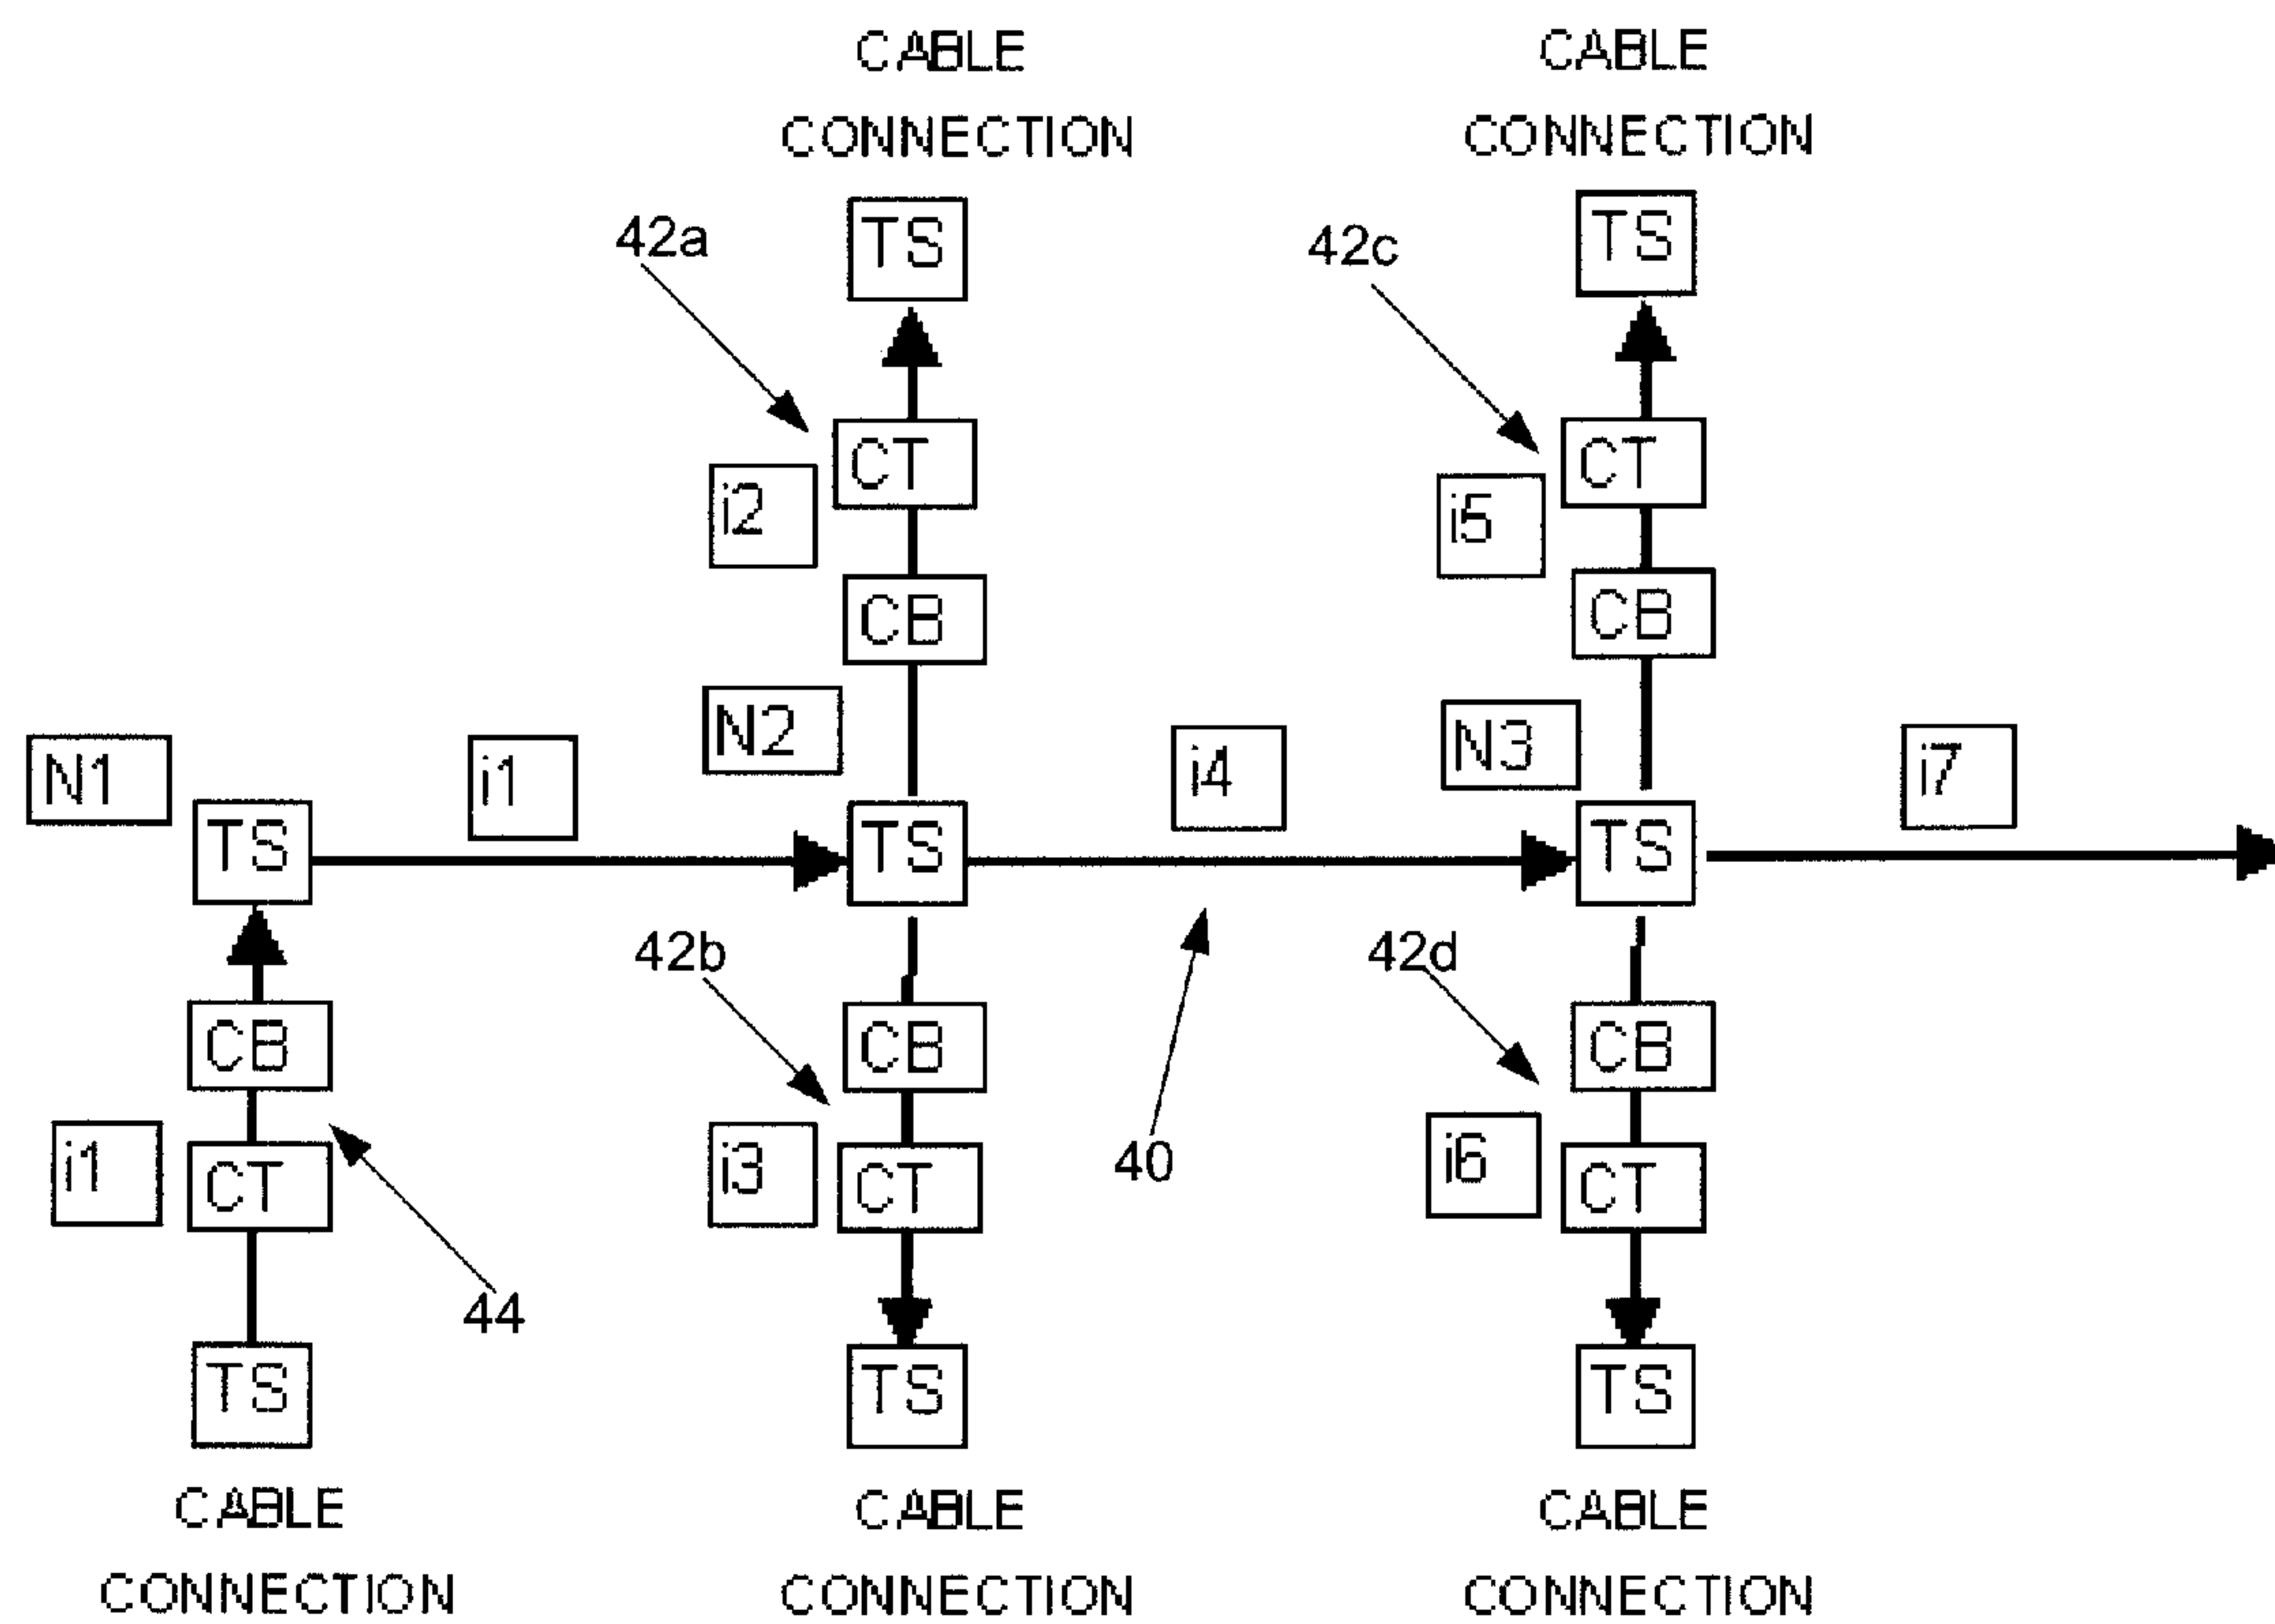 CABLE
CONNECTION
CABLE
CONNECTION
42a
TS
42c
TS
CT
i2
CT
i5
CB
CB
N1
i1
N2
i4
N3
i7
TS
TS
TS
42b
42d
CB
CB
CB
i1
CT
i3
CT
40
i6
CT
44
TS
TS
TS
CABLE
CONNECTION
CABLE
CONNECTION
CABLE
CONNECTION